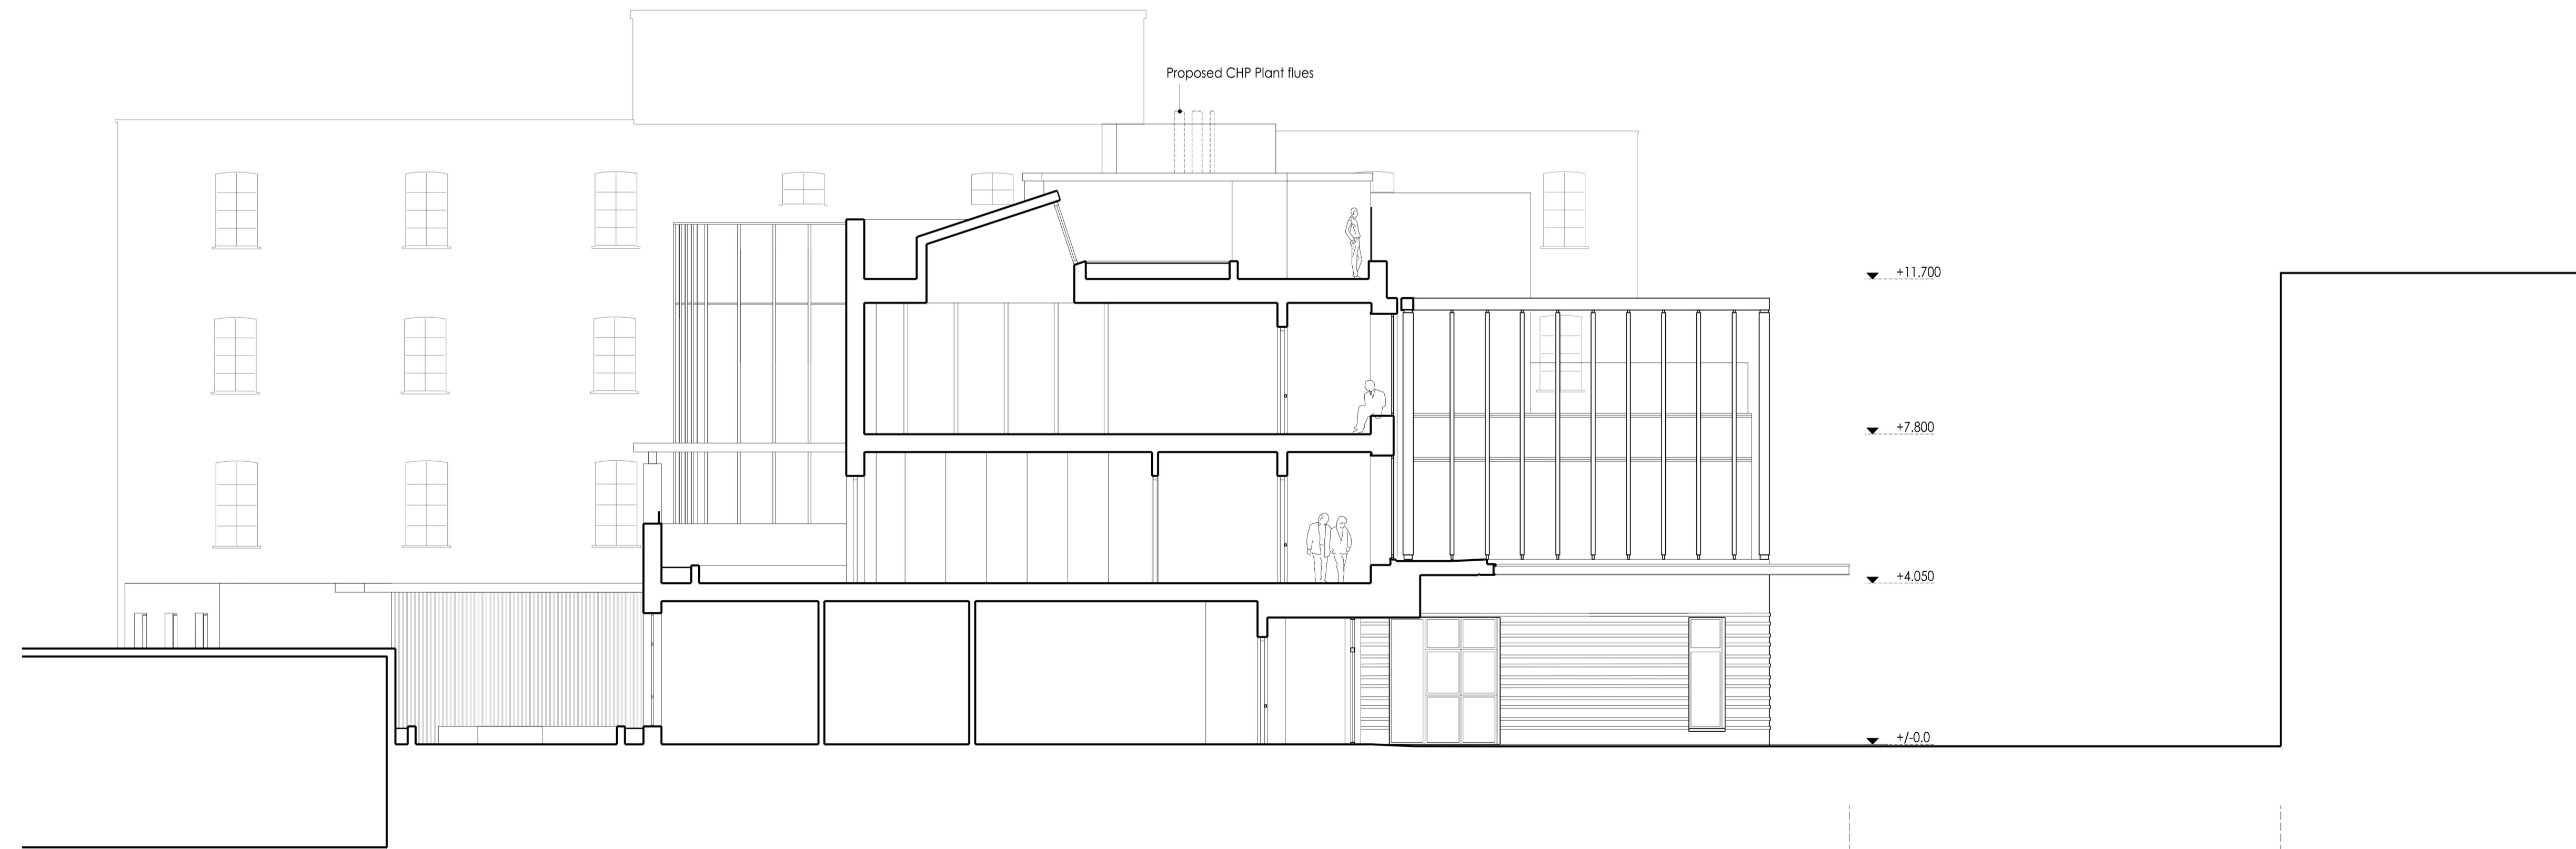 Proposed CHP Plant flues
+11.700
+7.800
+4.050
+/-0.0